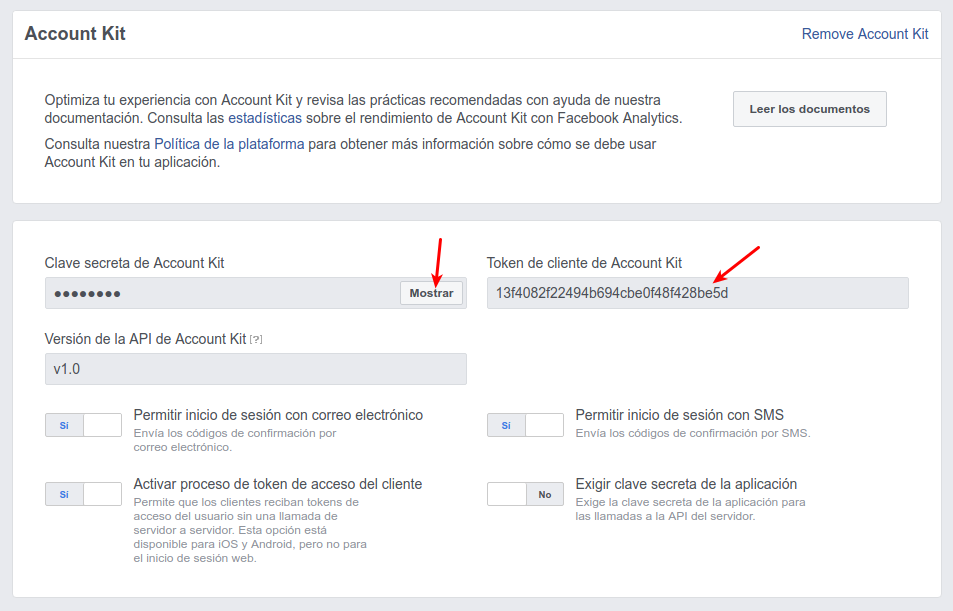 Account Kit
Remove Account Kit
Optimiza tu experiencia con Account Kit y revisa las prácticas recomendadas con ayuda de nuestra
documentación. Consulta las estadísticas sobre el rendimiento de Account Kit con Facebook Analytics.
Leer los documentos
Consulta nuestra Política de la plataforma para obtener más información sobre cómo se debe usar
Account Kit en tu aplicación.
Clave secreta de Account Kit
●●●●●●●● Mostrar
Token de cliente de Account Kit
13f4082f22494b694cbe0f48f428be5d
Versión de la API de Account Kit [?]
v1.0
Sí
Permitir inicio de sesión con correo electrónico
Envía los códigos de confirmación por
correo electrónico.
Sí
Permitir inicio de sesión con SMS
Envía los códigos de confirmación por SMS.
Sí
Activar proceso de token de acceso del cliente
Permite que los clientes reciban tokens de
acceso del usuario sin una llamada de
servidor a servidor. Esta opción está
disponible para iOS y Android, pero no para
el inicio de sesión web.
No
Exigir clave secreta de la aplicación
Exige la clave secreta de la aplicación para
las llamadas a la API del servidor.